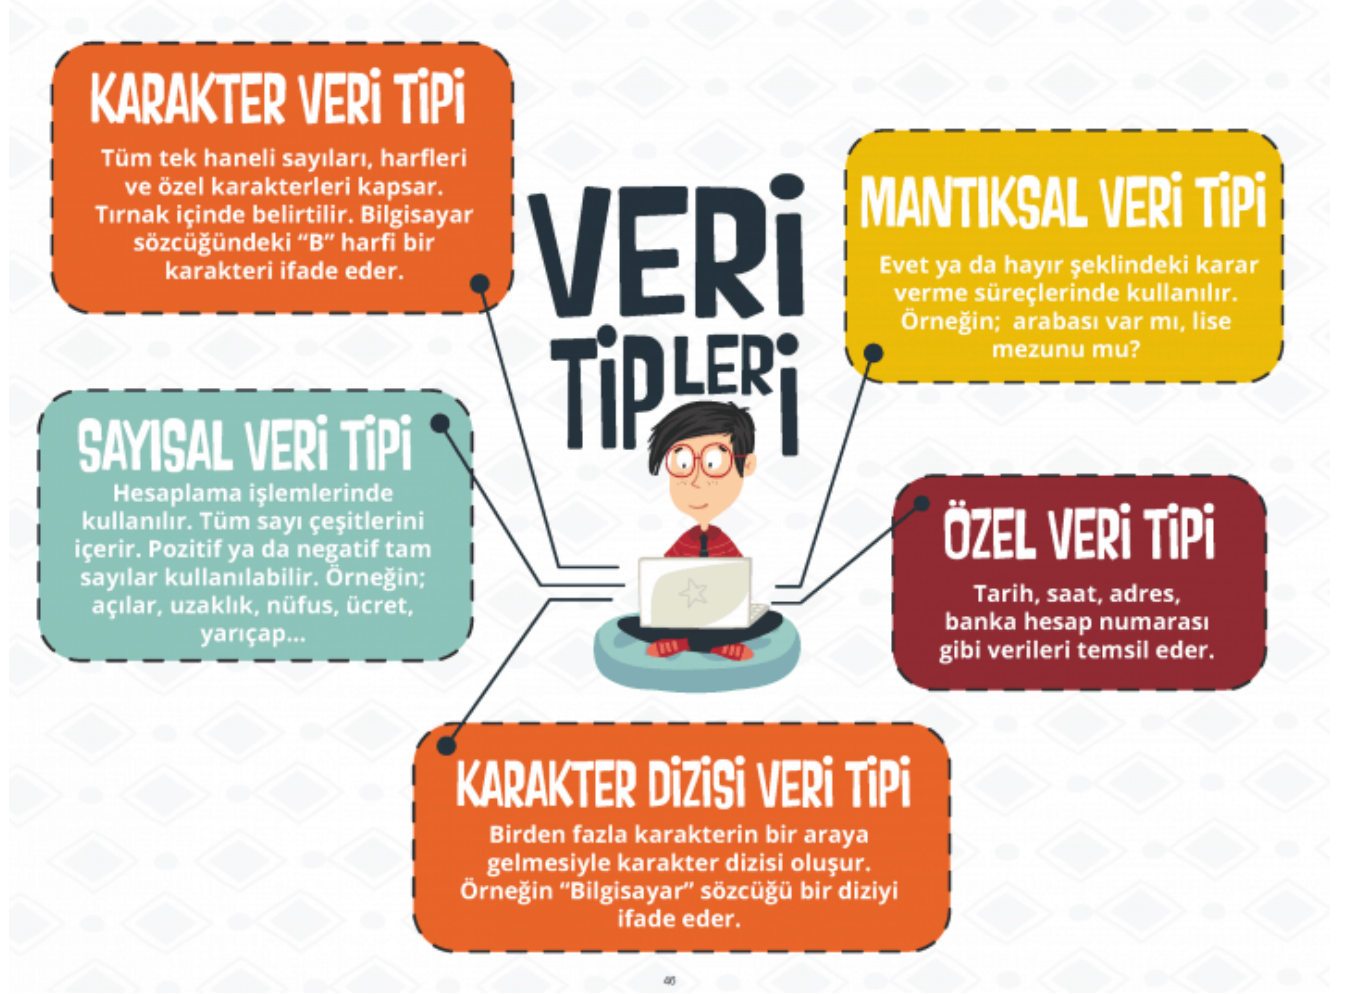 KARAKTER VERİ TİPİ
Tüm tek haneli sayıları, harfleri
ve özel karakterleri kapsar.
Tırnak içinde belirtilir. Bilgisayar
sözcüğündeki “B” harfi bir
karakteri ifade eder.
VERİ
TİPLERİ
MANTIKSAL VERİ TİPİ
Evet ya da hayır şeklindeki karar
verme süreçlerinde kullanılır.
Örneğin; arabası var mı, lise
mezunu mu?
SAYISAL VERİ TİPİ
Hesaplama işlemlerinde
kullanılır. Tüm sayı çeşitlerini
içerir. Pozitif ya da negatif tam
sayılar kullanılabilir. Örneğin;
açılar, uzaklık, nüfus, ücret,
yarıçap...
ÖZEL VERİ TİPİ
Tarih, saat, adres,
banka hesap numarası
gibi verileri temsil eder.
KARAKTER DİZİSİ VERİ TİPİ
Birden fazla karakterin bir araya
gelmesiyle karakter dizisi oluşur.
Örneğin “Bilgisayar” sözcüğü bir diziyi
ifade eder.